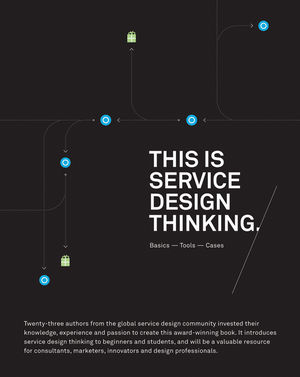 THIS IS
SERVICE
DESIGN
THINKING.
Basics — Tools — Cases
Twenty-three authors from the global service design community invested their
knowledge, experience and passion to create this award-winning book. It introduces
service design thinking to beginners and students, and will be a valuable resource
for consultants, marketers, innovators and design professionals.